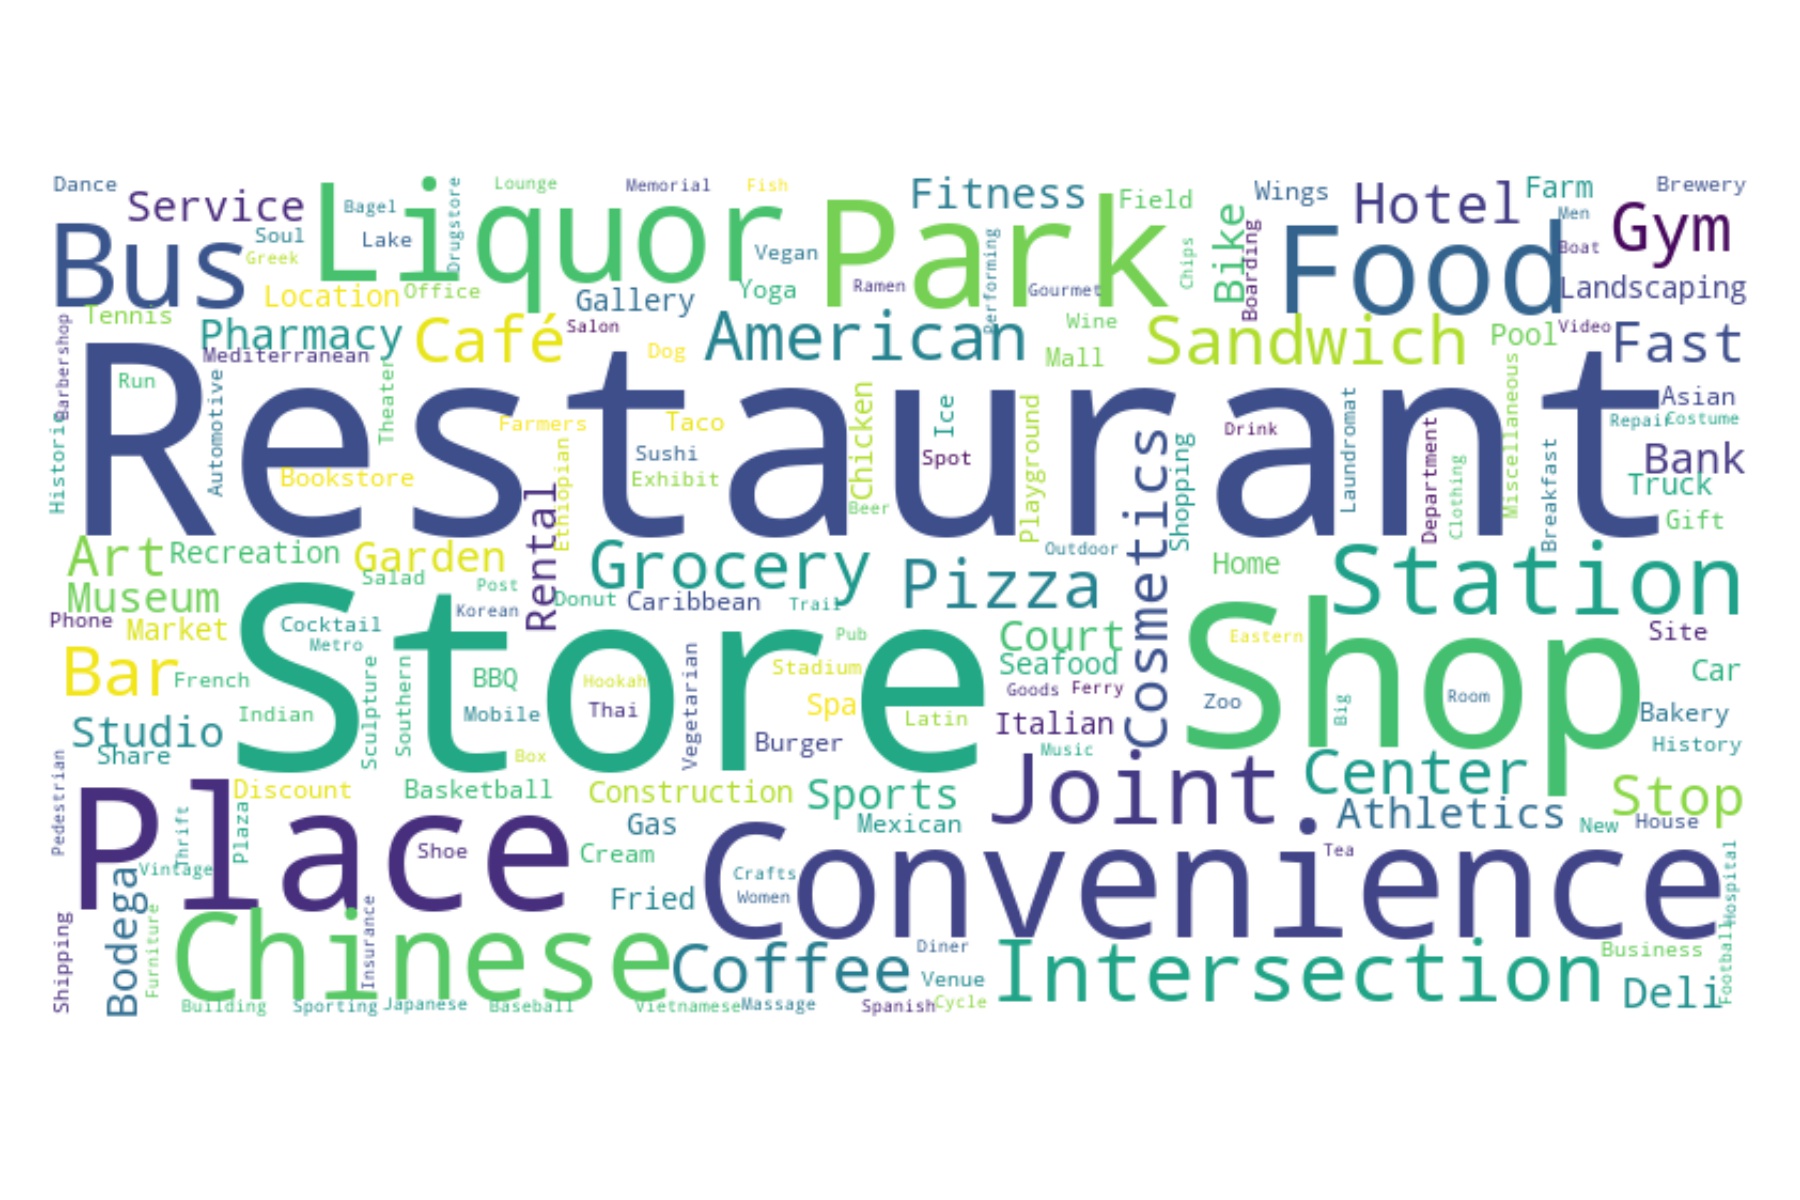 Dance
Service
Liquor
Bagel
Drugstore
Lounge
Memorial
Fish
Fitness
Field
Wings
Hotel
Farm
Brewery
Men
Gym
Bus
Soul
Greek
Lake
Vegan
Park
Performing
Chips
Bike
Boarding
Food
Boat
Landscaping
Location
Office
Gallery
Yoga
Ramen
Gourmet
Tennis
Pharmacy
Café
Salon
American
Wine
Sandwich
Pool
Video
Fast
Barbershop
Mediterranean
Dog
Mall
Restaurant
Run
Automotive
Theater
Farmers
Taco
Chicken
Ice
Playground
Cosmetics
Shopping
Drink
Laundromat
Department
Clothing
Miscellaneous
Breakfast
Asian
Repair
Costume
Historic
Bookstore
Rental
Ethiopian
Sushi
Exhibit
Beer
Spot
Bank
Truck
Gift
Art
Recreation
Garden
Grocery
Pizza
Outdoor
Home
Station
Museum
Salad
Post
Donut
Caribbean
Trail
Phone
Market
Cocktail
Metro
Korean
Store
Pub
Court
Shop
Eastern
Site
Bar
French
Sculpture
Southern
BBQ
Hookah
Vegetarian
Stadium
Seafood
Goods
Ferry
Zoo
Big
Room
Car
Studio
Indian
Mobile
Thai
Spa
Latin
Italian
Bakery
Share
Box
Burger
Music
History
Pedestrian
Place
Discount
Basketball
Construction
Sports
Joint
Center
Stop
Thrift
Plaza
Gas
Mexican
Athletics
New
House
Vintage
Shoe
Cream
Convenience
Tea
Bodega
Crafts
Women
Fried
Hospital
Shipping
Furniture
Chinese
Insurance
Coffee
Diner
Venue
Intersection
Business
Deli
Football
Building
Sporting
Japanese
Baseball
Vietnamese
Massage
Spanish
Cycle